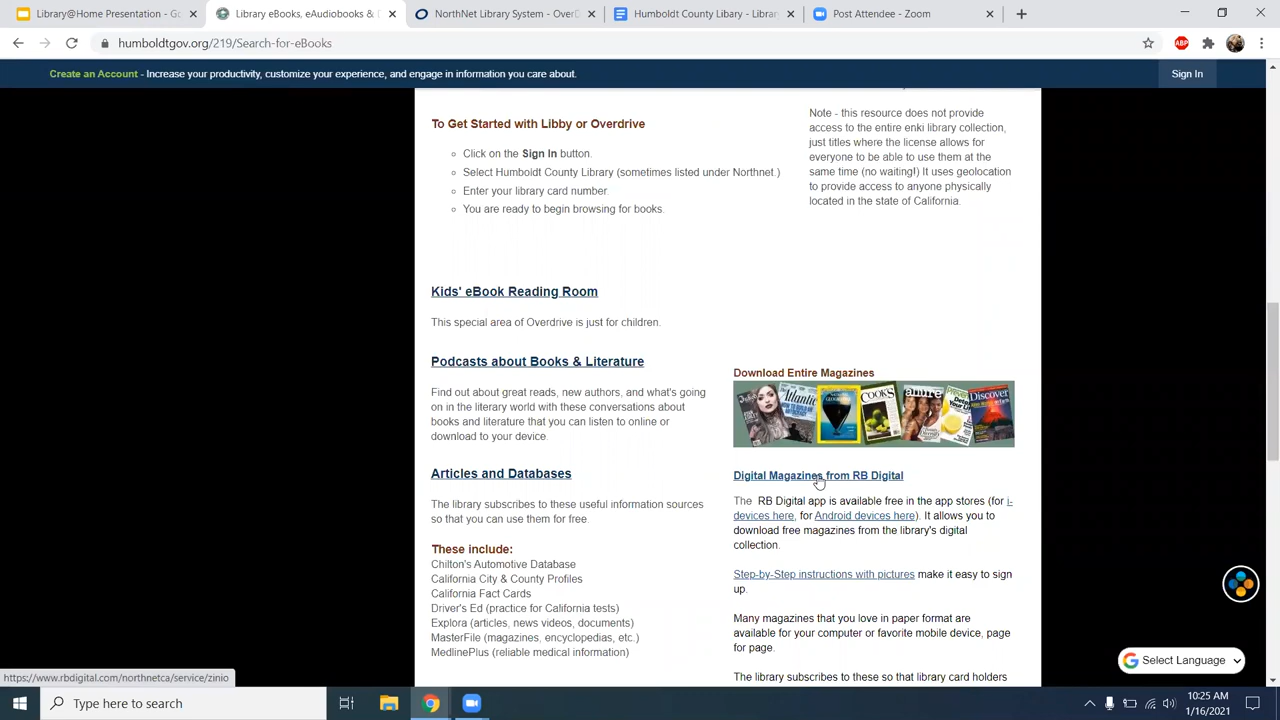 Library@Home Presentation - Go
Library eBooks, eAudiobooks &
NorthNet Library System - OverD
Humboldt County Libary - Librar
Post Attendee - Zoom
humboldtgov.org/219/Search-for-eBooks
ABP
Create an Account - Increase your productivity, customize your experience, and engage in information you care about.
Sign In
To Get Started with Libby or Overdrive
Click on the Sign In button.
Select Humboldt County Library (sometimes listed under Northnet.)
Enter your library card number.
You are ready to begin browsing for books.
Note - this resource does not provide
access to the entire enki library collection,
just titles where the license allows for
everyone to be able to use them at the
same time (no waiting!) It uses geolocation
to provide access to anyone physically
located in the state of California.
Kids' eBook Reading Room
This special area of Overdrive is just for children.
Podcasts about Books & Literature
Find out about great reads, new authors, and what's going
on in the literary world with these conversations about
books and literature that you can listen to online or
download to your device.
Articles and Databases
The library subscribes to these useful information sources
so that you can use them for free.
These include:
Chilton's Automotive Database
California City & County Profiles
California Fact Cards
Driver's Ed (practice for California tests)
Explora (articles, news videos, documents)
MasterFile (magazines, encyclopedias, etc.)
MedlinePlus (reliable medical information)
Download Entire Magazines
Atlantic
COOK'S
allure
Discover
Digital Magazines from RB Digital
The RB Digital app is available free in the app stores (for i-
devices here, for Android devices here). It allows you to
download free magazines from the library's digital
collection.
Step-by-Step instructions with pictures make it easy to sign
up.
Many magazines that you love in paper format are
available for your computer or favorite mobile device, page
for page.
The library subscribes to these so that library card holders
Select Language
https://www.rbdigital.com/northnetca/service/zinio
Type here to search
10:25 AM
1/16/2021